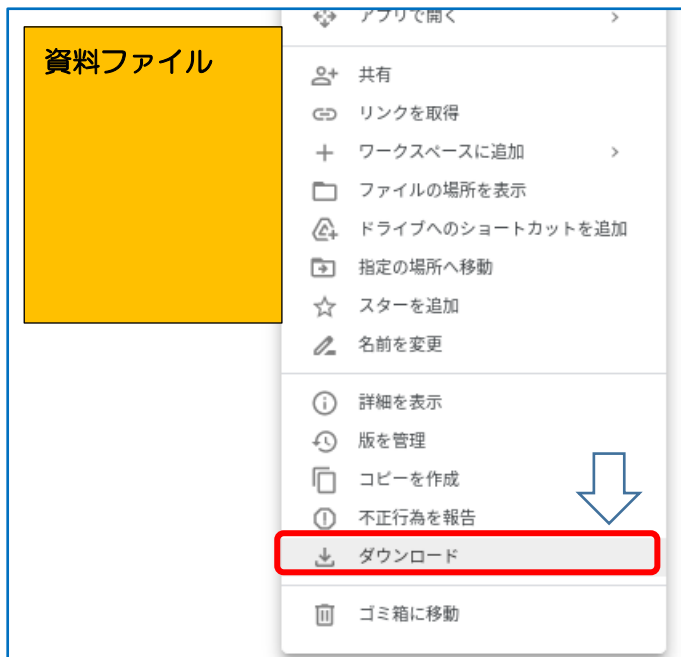 アプリで開く
資料ファイル
共有
リンクを取得
ワークスペースに追加
ファイルの場所を表示
ドライブへのショートカットを追加
指定の場所へ移動
スターを追加
名前を変更
詳細を表示
版を管理
コピーを作成
不正行為を報告
ダウンロード
ゴミ箱に移動